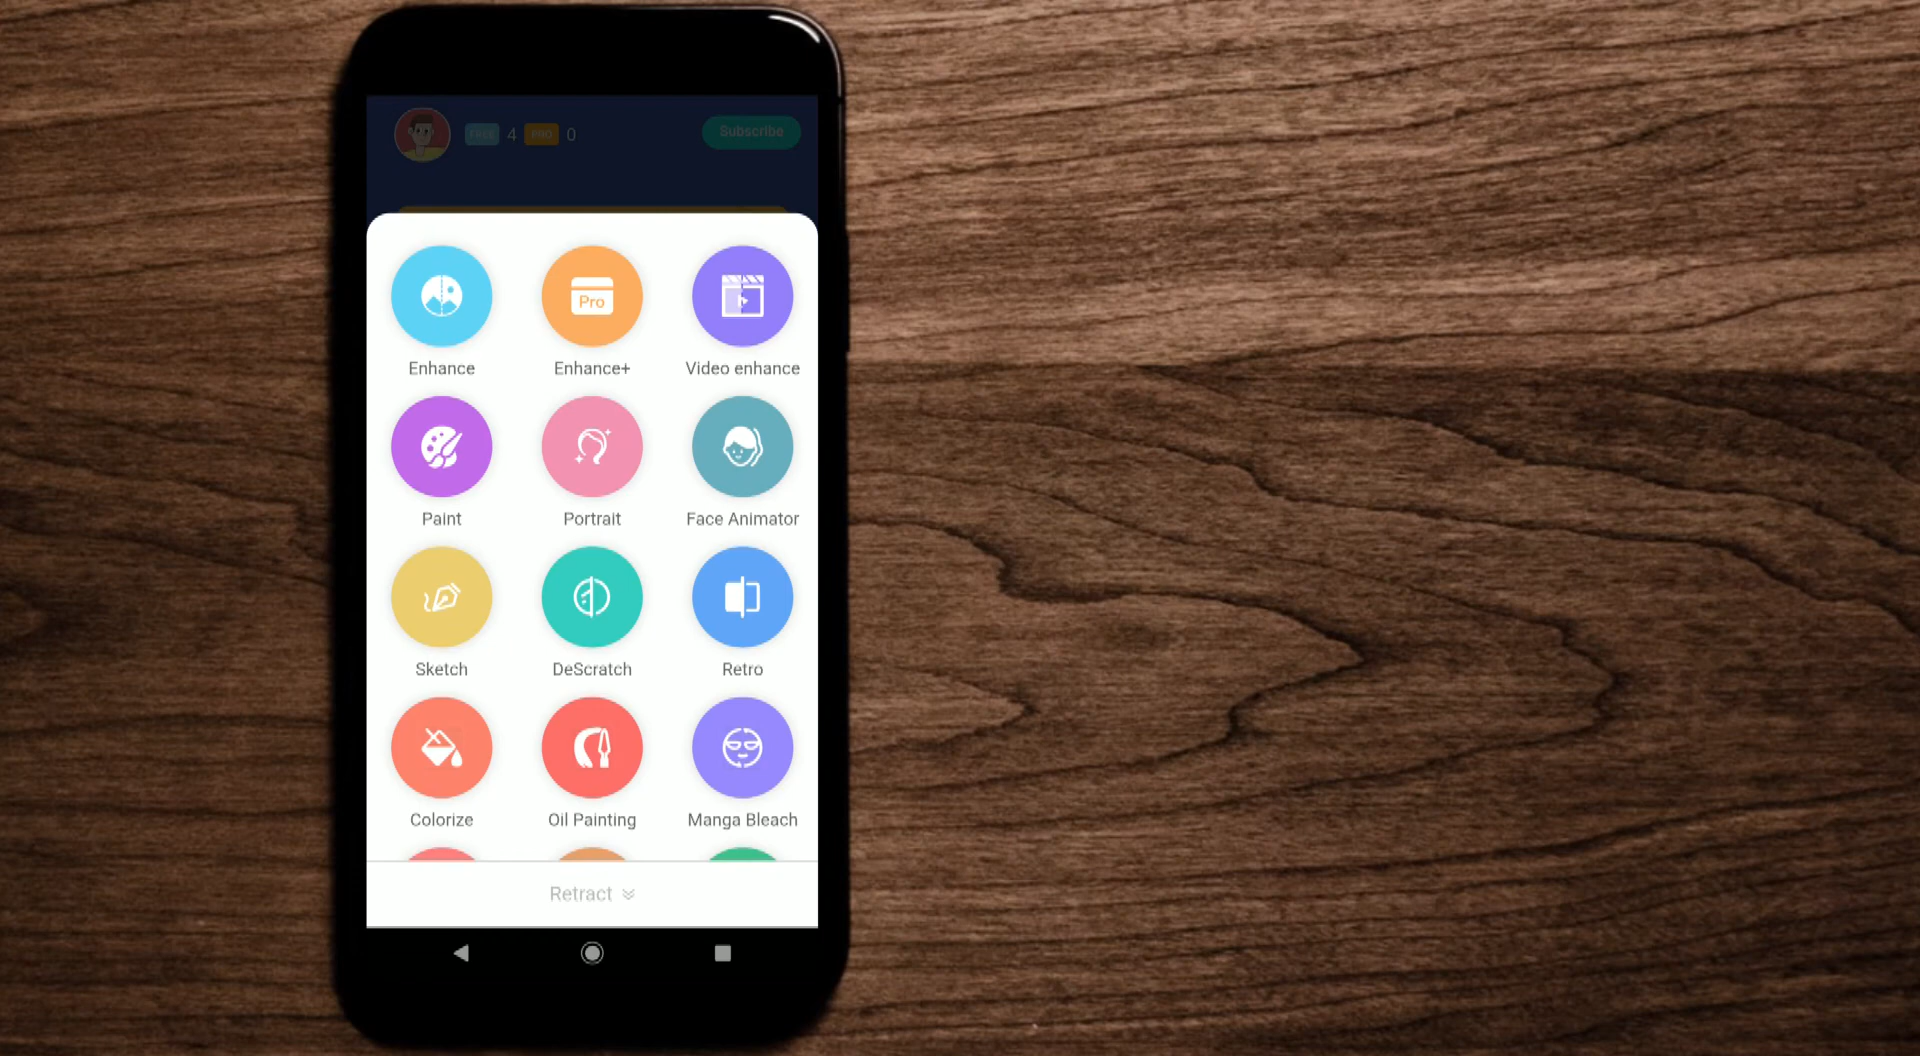 FREE 4 PRO 0
Subscribe
Pro
Enhance Enhance+ Video enhance
Paint Portrait Face Animator
Sketch DeScratch Retro
Colorize Oil Painting Manga Bleach
Retract